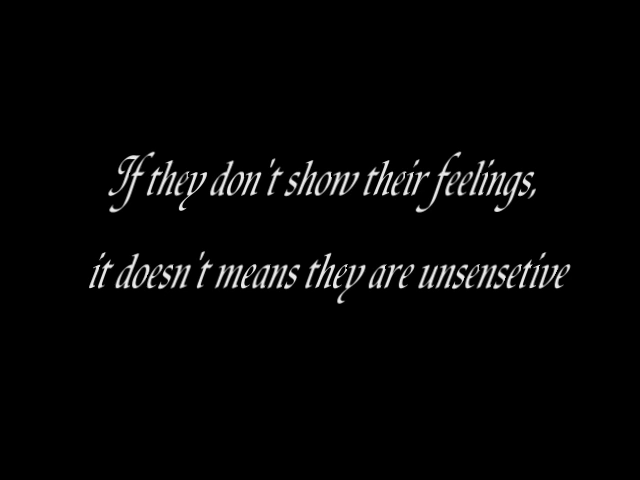 If they don't show their feelings,
it doesn't means they are unsensetive